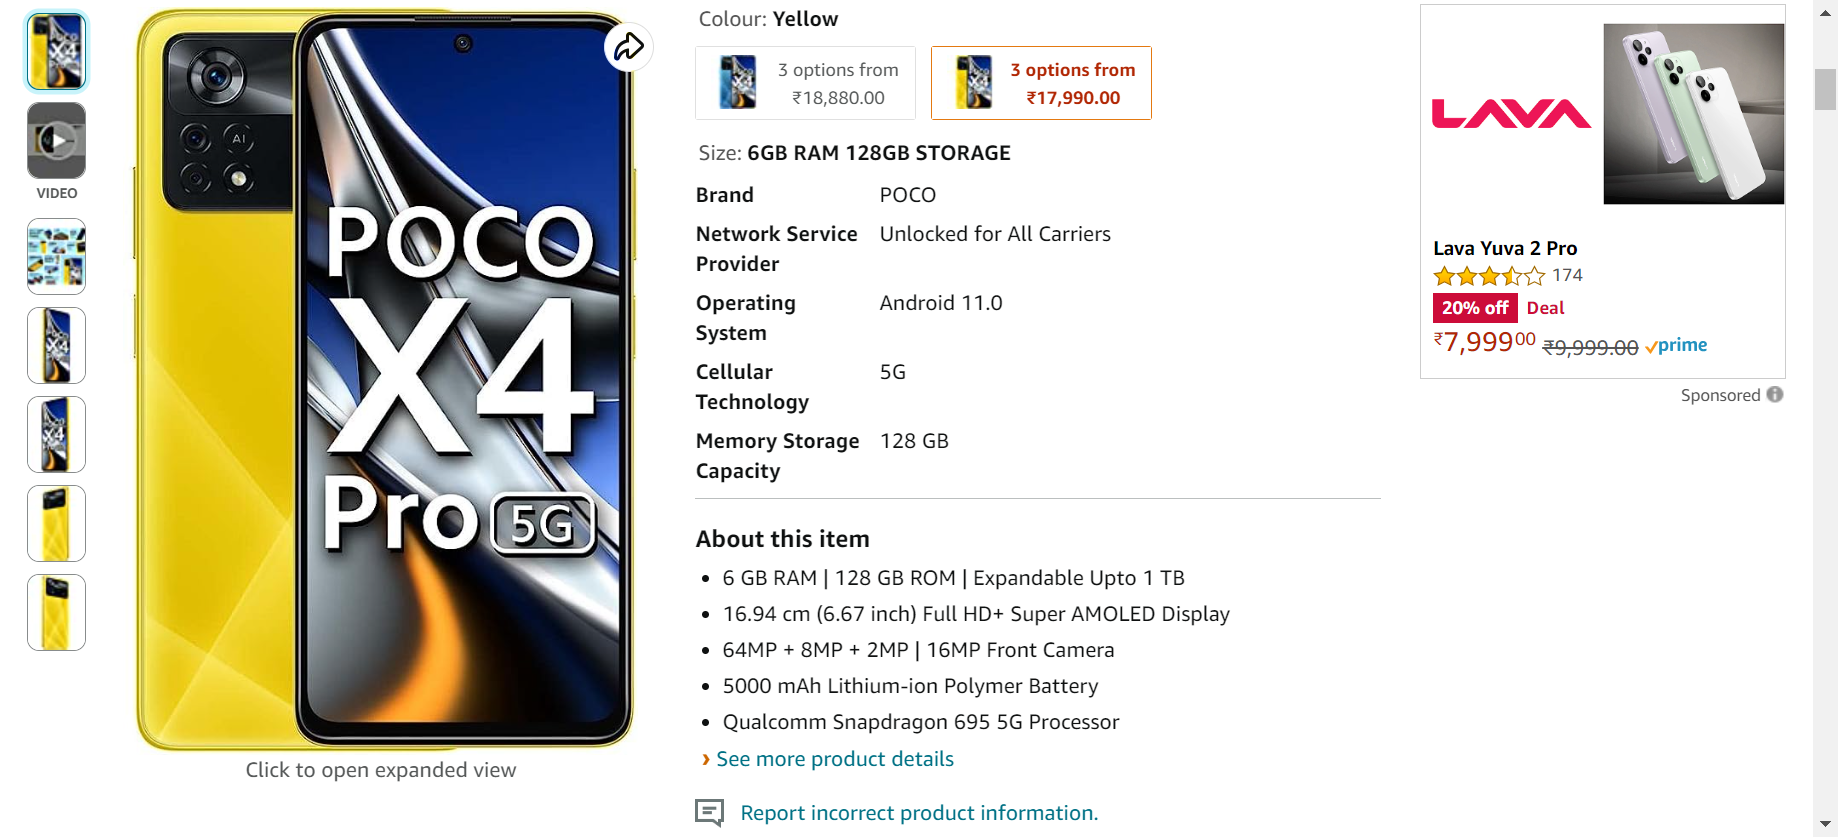 VIDEO
AI
POCO
X4
Pro 5G
Click to open expanded view
Colour: Yellow
3 options from
₹18,880.00
3 options from
₹17,990.00
Size: 6GB RAM 128GB STORAGE
Brand POCO
Network Service Unlocked for All Carriers
Provider
Operating Android 11.0
System
Cellular 5G
Technology
Memory Storage 128 GB
Capacity
About this item
• 6 GB RAM | 128 GB ROM | Expandable Upto 1 TB
• 16.94 cm (6.67 inch) Full HD+ Super AMOLED Display
• 64MP + 8MP + 2MP | 16MP Front Camera
• 5000 mAh Lithium-ion Polymer Battery
• Qualcomm Snapdragon 695 5G Processor
› See more product details
Report incorrect product information.
LAVA
Lava Yuva 2 Pro
174
20% off Deal
₹7,99900 ₹9,999.00 prime
Sponsored